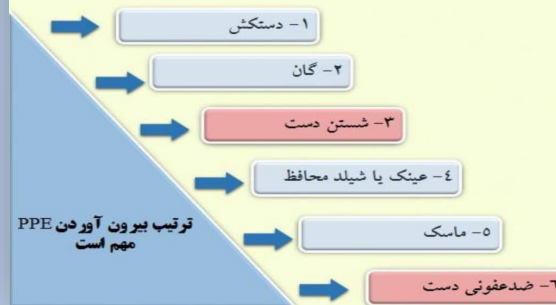 ۱- دستکش
۲- گان
۳- شستن دست
٤- عینک یا شیلد محافظ
٥- ماسک
٦- ضدعفونی دست
ترتیب بیرون آوردن PPE
مهم است